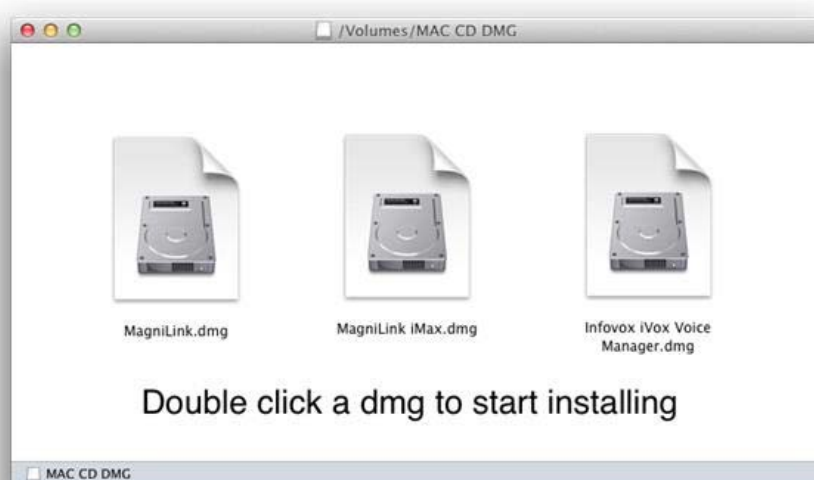 /Volumes/MAC CD DMG
MagniLink.dmg
MagniLink iMax.dmg
Infovox iVox Voice
Manager.dmg
Double click a dmg to start installing
MAC CD DMG